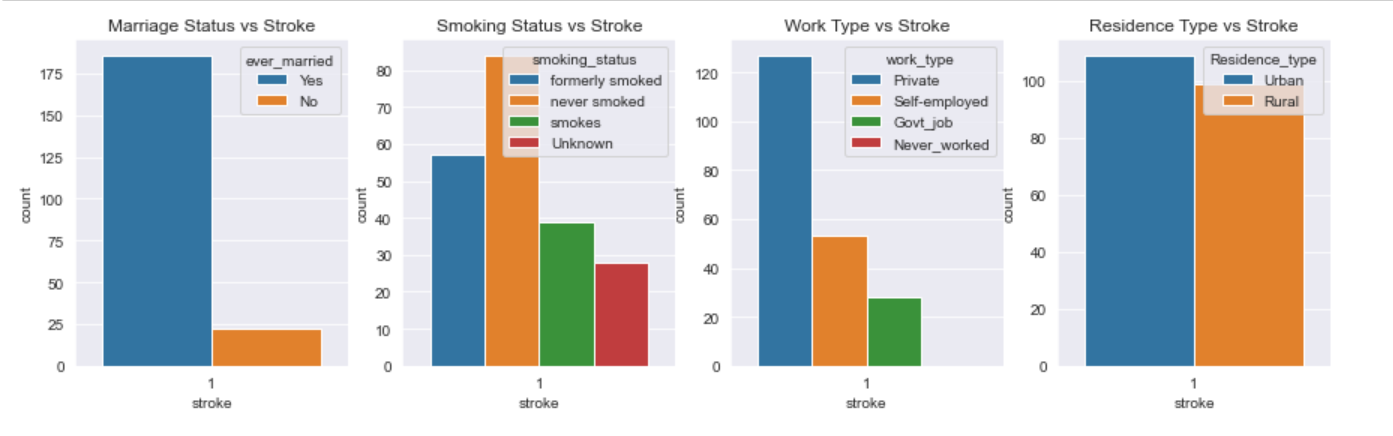 Marriage Status vs Stroke
ever_married
Yes
No
175
150
125
100
75
50
25
0
count
1
stroke
Smoking Status vs Stroke
smoking_status
formerly smoked
never smoked
smokes
Unknown
80
70
60
50
40
30
20
10
0
count
1
stroke
Work Type vs Stroke
work_type
Private
Self-employed
Govt_job
Never_worked
120
100
80
60
40
20
0
count
1
stroke
Residence Type vs Stroke
Residence_type
Urban
Rural
100
80
60
40
20
0
count
1
stroke